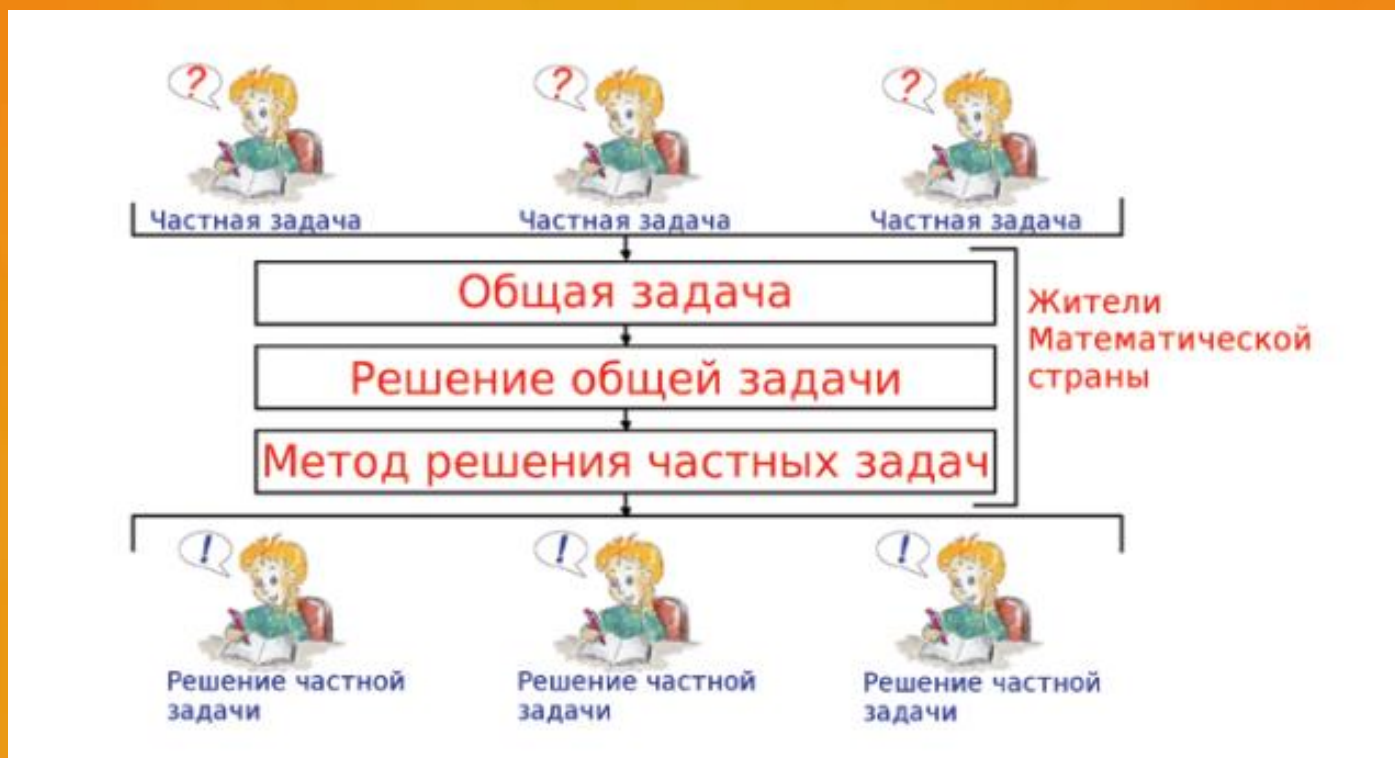 ?
?
?
Частная задача
Частная задача
Частная задача
Общая задача
Решение общей задачи
Метод решения частных задач
Жители
Математической
страны
!
!
!
Решение частной
задачи
Решение частной
задачи
Решение частной
задачи